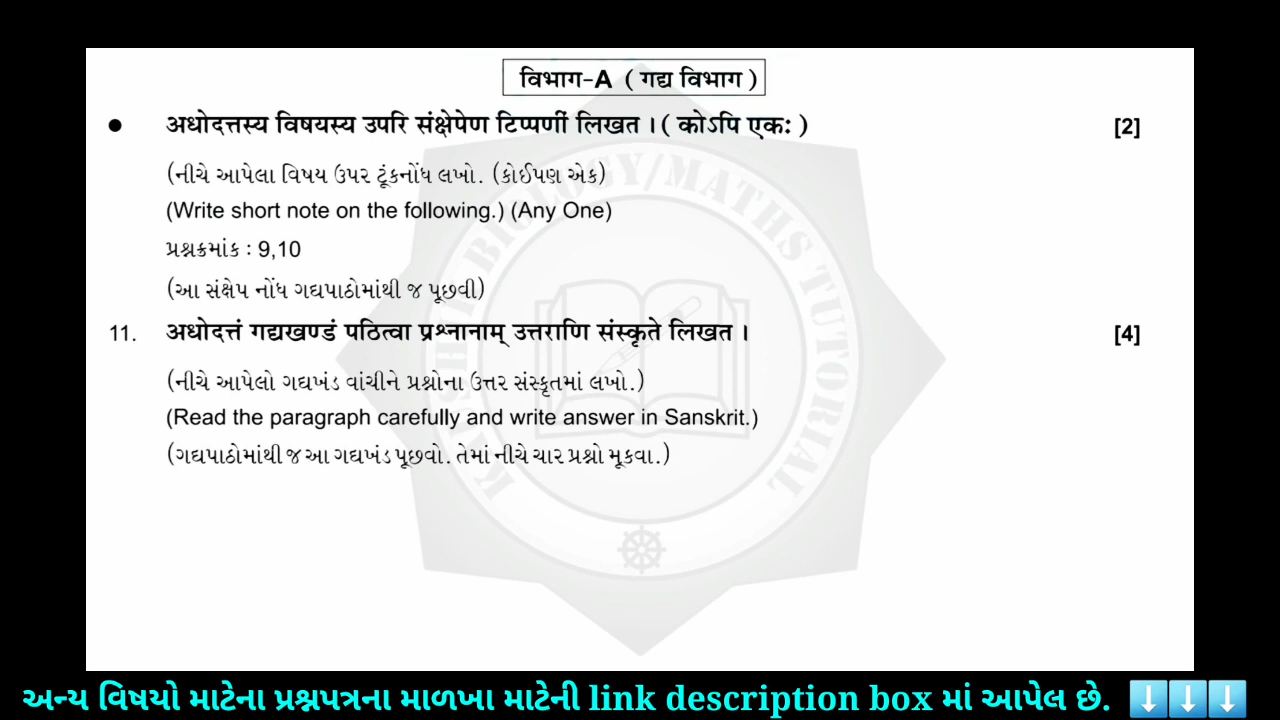 विभाग-A ( गद्य विभाग )
● अधोदत्तस्य विषयस्य उपरि संक्षेपेण टिप्पणीं लिखत । ( कोऽपि एकः ) [2]
(નીચે આપેલા વિષય ઉપર ટૂંકનોંધ લખો. (કોઈપણ એક)
(Write short note on the following.) (Any One)
પ્રશ્નક્રમાંક : 9,10
(આ સંક્ષેપ નોંધ ગદ્યપાઠોમાંથી જ પૂછવી)
11. अधोदत्तं गद्यखण्डं पठित्वा प्रश्नानाम् उत्तराणि संस्कृते लिखत । [4]
(નીચે આપેલો ગદ્યખંડ વાંચીને પ્રશ્નોના ઉત્તર સંસ્કૃતમાં લખો.)
(Read the paragraph carefully and write answer in Sanskrit.)
(ગદ્યપાઠોમાંથી જ આ ગદ્યખંડ પૂછવો. તેમાં નીચે ચાર પ્રશ્નો મૂકવા.)
BIOLOGY/MATHS TUTORIAL
અન્ય વિષયો માટેના પ્રશ્નપત્રના માળખા માટેની link description box માં આપેલ છે. ⬇️⬇️⬇️